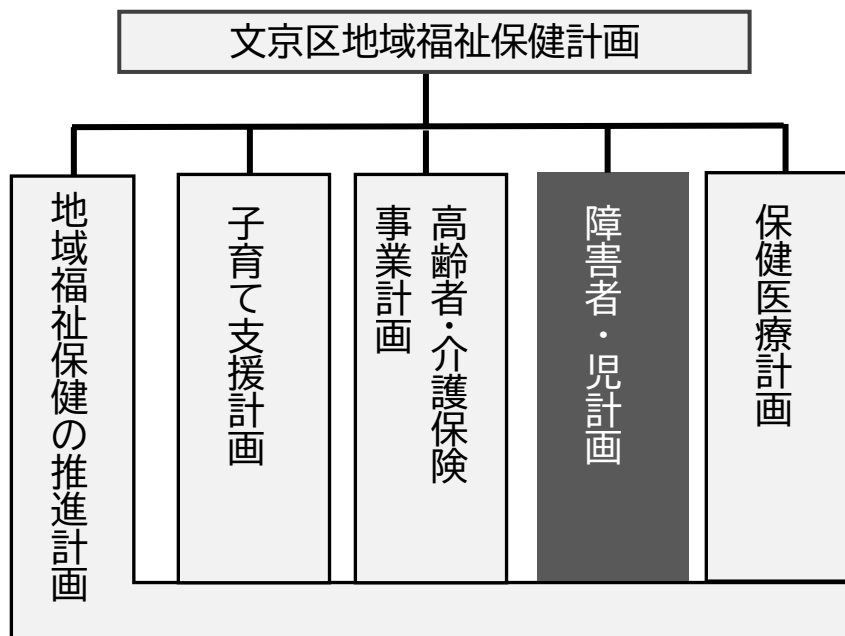 文京区地域福祉保健計画
地域福祉保健の推進計画
子育て支援計画
高齢者・介護保険
事業計画
障害者・児計画
保健医療計画